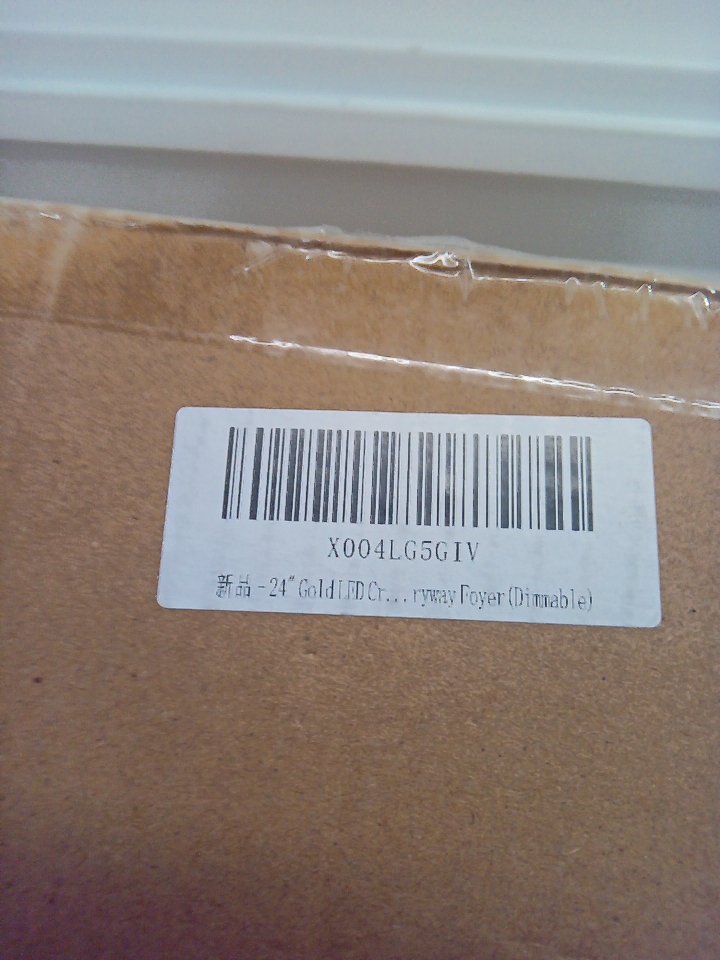 X004LG5GIV
新品 - 24" Gold LED Cr...ryway Foyer(Dimmable)